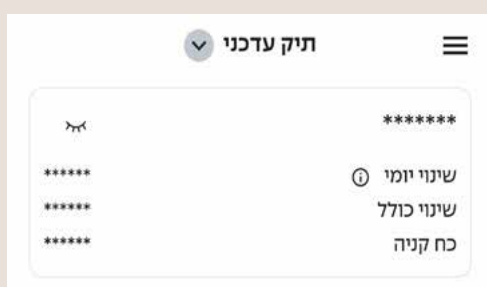 תיק עדכני
*******
שינוי יומי ******
שינוי כולל ******
כח קניה ******